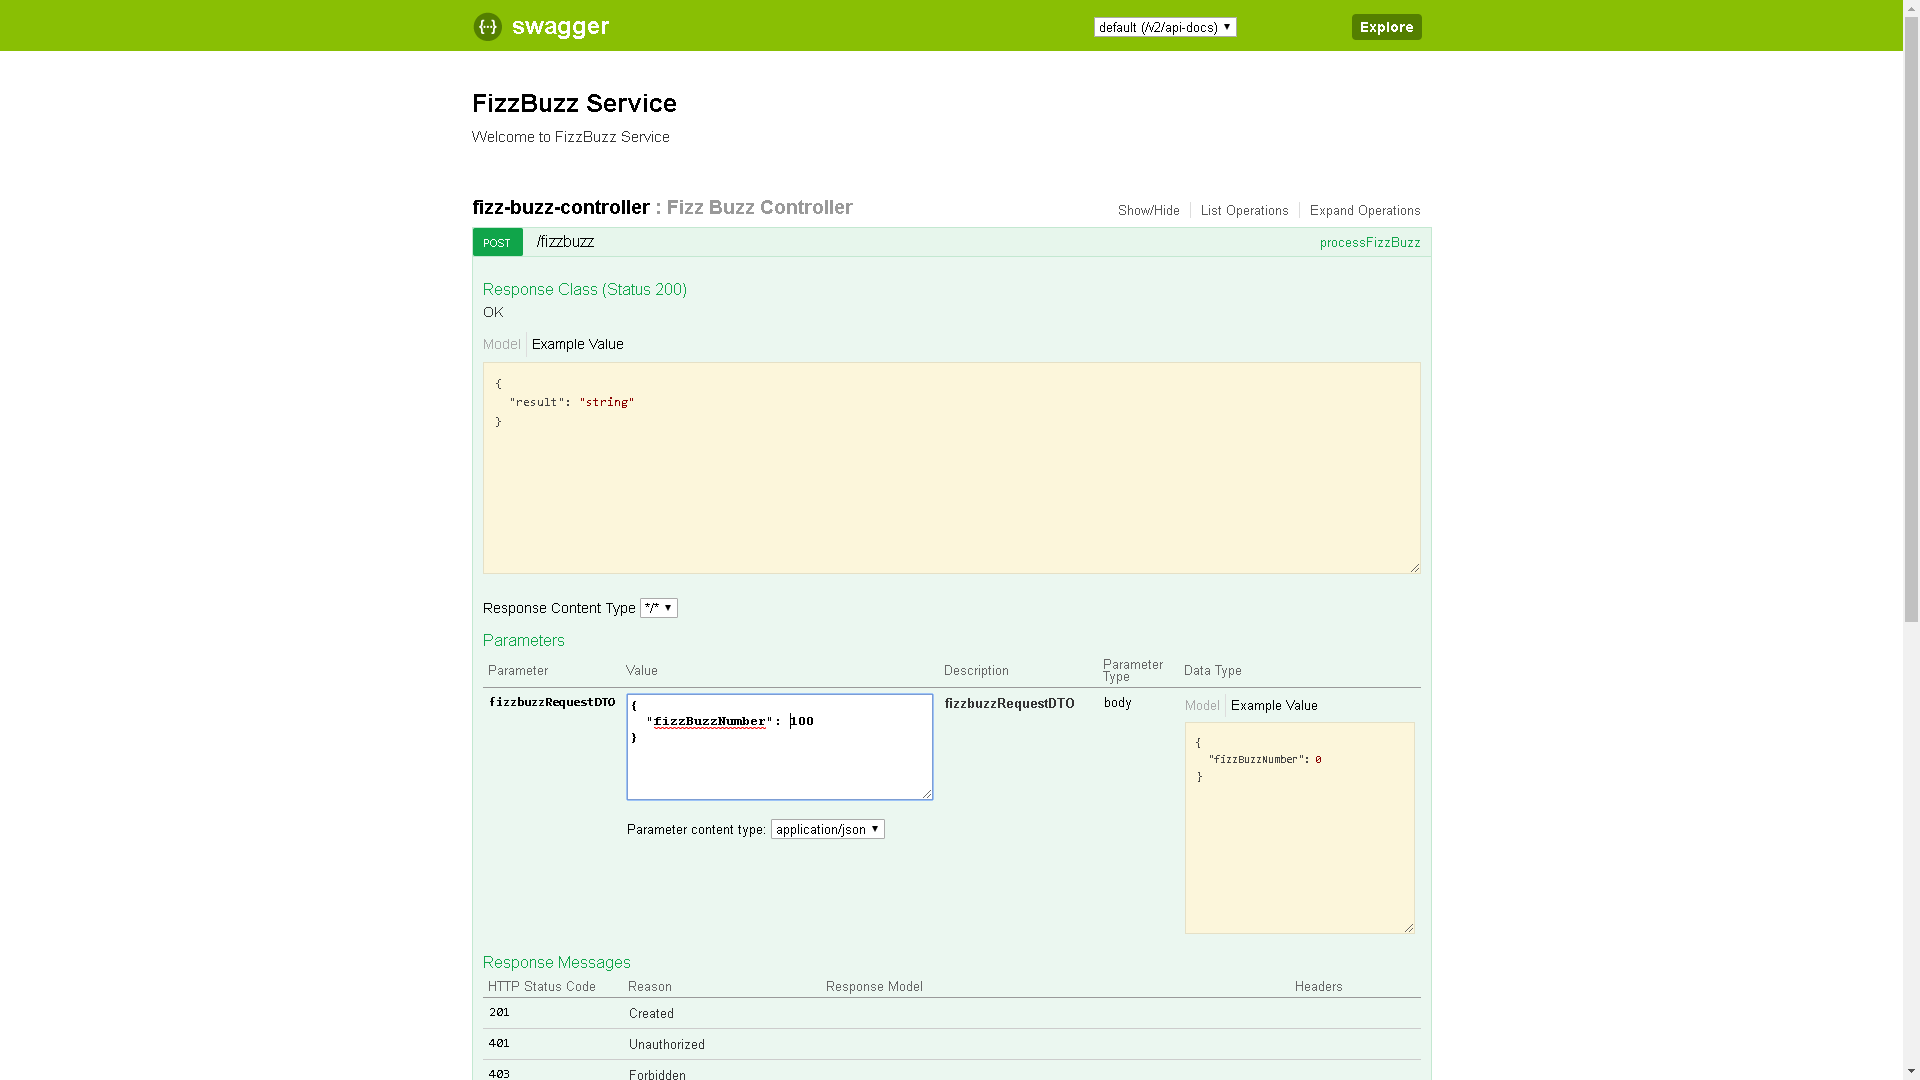 {···} swagger default (/v2/api-docs) Explore
FizzBuzz Service
Welcome to FizzBuzz Service
fizz-buzz-controller : Fizz Buzz Controller Show/Hide List Operations Expand Operations
POST /fizzbuzz processFizzBuzz
Response Class (Status 200)
OK
Model Example Value
{
"result": "string"
}
Response Content Type */*
Parameters
Parameter Value Description Parameter Type Data Type
fizzbuzzRequestDTO
{
"fizzBuzzNumber": 100
}
Parameter content type: application/json
fizzbuzzRequestDTO body
Model Example Value
{
"fizzBuzzNumber": 0
}
Response Messages
HTTP Status Code Reason Response Model Headers
201 Created
401 Unauthorized
403 Forbidden